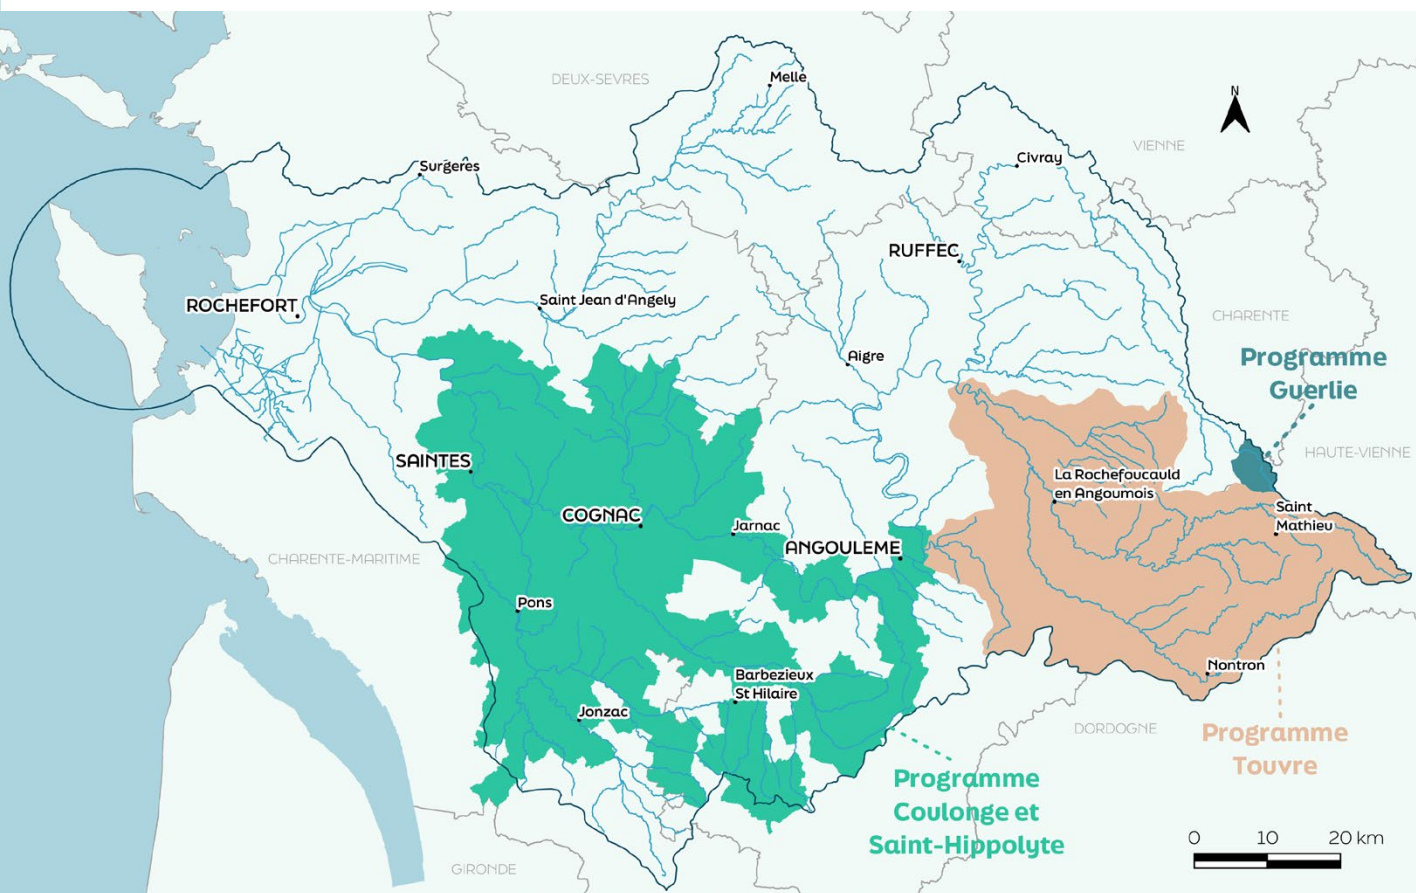 DEUX-SEVRES
Melle
N
VIENNE
Civray
Surgeres
RUFFEC
ROCHEFORT
Saint Jean d'Angely
CHARENTE
Aigre
Programme
Guerlie
SAINTES
HAUTE-VIENNE
La Rochefoucauld
en Angoumois
Saint
Mathieu
COGNAC
Jarnac
ANGOULEME
CHARENTE-MARITIME
Pons
Nontron
Barbezieux
St Hilaire
Jonzac
DORDOGNE
Programme
Touvre
Programme
Coulonge et
Saint-Hippolyte
0 10 20 km
GIRONDE